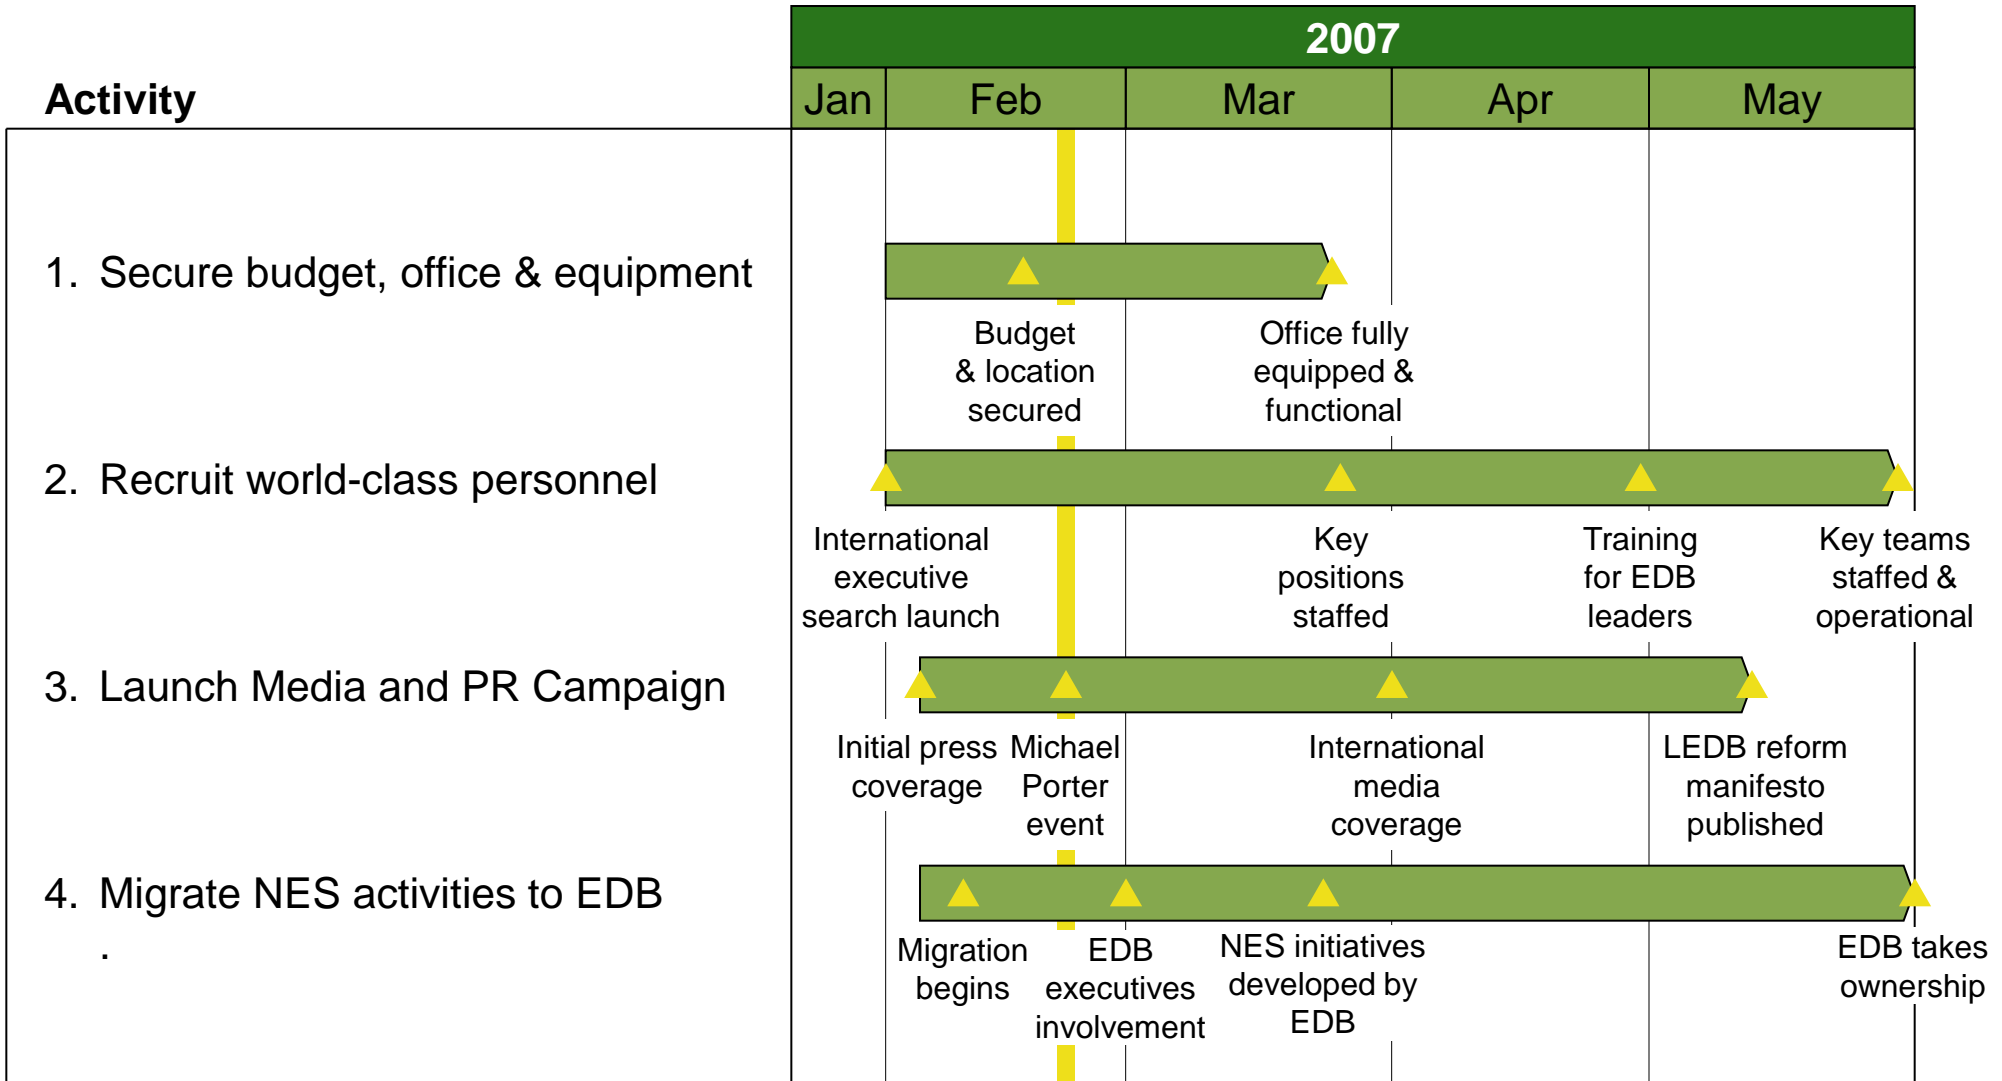 2007
Activity
Jan
Feb
Mar
Apr
May
1. Secure budget, office & equipment
Budget
& location
secured
Office fully
equipped &
functional
2. Recruit world-class personnel
International
executive
search launch
Key
positions
staffed
Training
for EDB
leaders
Key teams
staffed &
operational
3. Launch Media and PR Campaign
Initial press
coverage
Michael
Porter
event
International
media
coverage
LEDB reform
manifesto
published
4. Migrate NES activities to EDB
.
Migration
begins
EDB
executives
involvement
NES initiatives
developed by
EDB
EDB takes
ownership